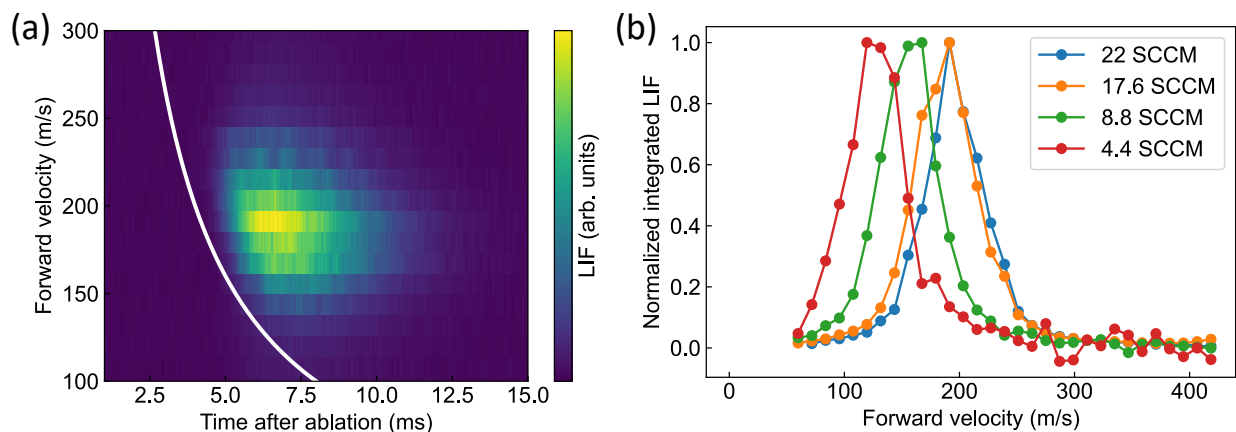 (a)
300
250
200
150
100
Forward velocity (m/s)
2.5 5.0 7.5 10.0 12.5 15.0
Time after ablation (ms)
LIF (arb. units)
(b)
1.0
0.8
0.6
0.4
0.2
0.0
Normalized integrated LIF
0 100 200 300 400
Forward velocity (m/s)
22 SCCM
17.6 SCCM
8.8 SCCM
4.4 SCCM